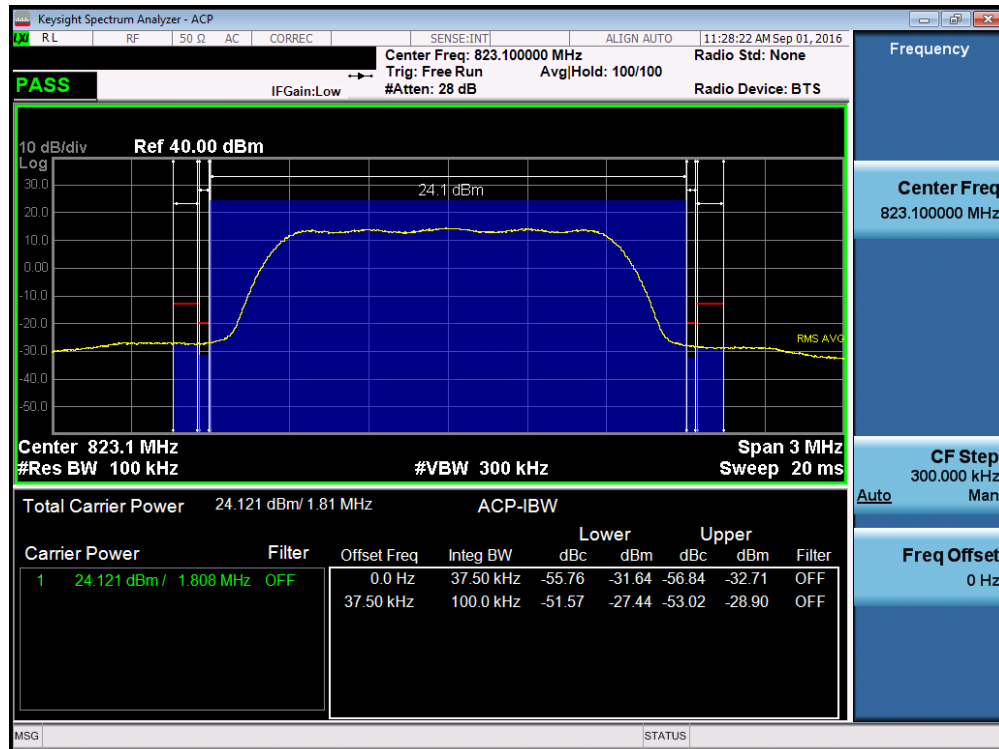 Keysight Spectrum Analyzer - ACP
LXI RL RF 50 Ω AC CORREC SENSE:INT ALIGN AUTO 11:28:22 AM Sep 01, 2016
Center Freq: 823.100000 MHz Radio Std: None
Trig: Free Run Avg|Hold: 100/100
PASS IFGain:Low #Atten: 28 dB Radio Device: BTS
10 dB/div Ref 40.00 dBm
Log
30.0
20.0
10.0
0.00
-10.0
-20.0
-30.0
-40.0
-50.0
24.1 dBm
RMS AVG
Center 823.1 MHz Span 3 MHz
#Res BW 100 kHz #VBW 300 kHz Sweep 20 ms
Total Carrier Power 24.121 dBm/ 1.81 MHz ACP-IBW
Lower Upper
Carrier Power Filter Offset Freq Integ BW dBc dBm dBc dBm Filter
1 24.121 dBm / 1.808 MHz OFF 0.0 Hz 37.50 kHz -55.76 -31.64 -56.84 -32.71 OFF
37.50 kHz 100.0 kHz -51.57 -27.44 -53.02 -28.90 OFF
MSG STATUS
Frequency
Center Freq
823.100000 MHz
CF Step
300.000 kHz
Auto Man
Freq Offset
0 Hz